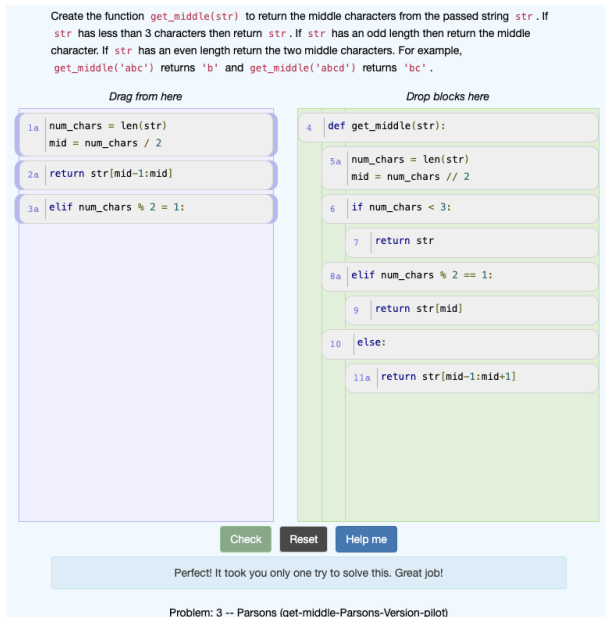 Create the function get_middle(str) to return the middle characters from the passed string str. If
str has less than 3 characters then return str. If str has an odd length then return the middle
character. If str has an even length return the two middle characters. For example,
get_middle('abc') returns 'b' and get_middle('abcd') returns 'bc'.
Drag from here
1a num_chars = len(str)
mid = num_chars / 2
2a return str[mid-1:mid]
3a elif num_chars % 2 = 1:
Drop blocks here
4 def get_middle(str):
5a num_chars = len(str)
mid = num_chars // 2
6 if num_chars < 3:
7 return str
8a elif num_chars % 2 == 1:
9 return str[mid]
10 else:
11a return str[mid-1:mid+1]
Check Reset Help me
Perfect! It took you only one try to solve this. Great job!
Problem: 3 -- Parsons (get-middle-Parsons-Version-pilot)